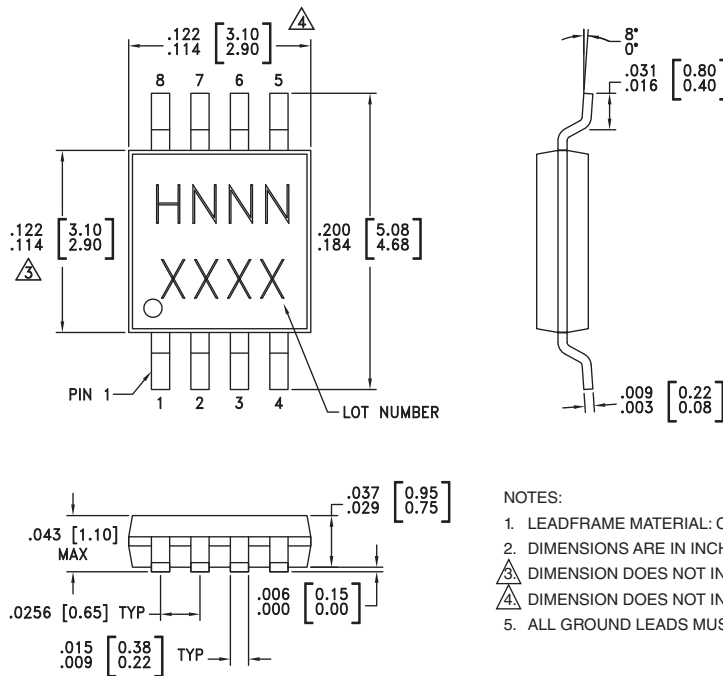 .122 [3.10]
.114 [2.90]
4
8 7 6 5
HNNN
XXXX
.122 [3.10]
.114 [2.90]
3
.200 [5.08]
.184 [4.68]
PIN 1
1 2 3 4
LOT NUMBER
8°
0°
.031 [0.80]
.016 [0.40]
.009 [0.22]
.003 [0.08]
.037 [0.95]
.029 [0.75]
.043 [1.10]
MAX
.006 [0.15]
.000 [0.00]
.0256 [0.65] TYP
.015 [0.38]
.009 [0.22]
TYP
NOTES:
1. LEADFRAME MATERIAL:
2. DIMENSIONS ARE IN INCH
3. DIMENSION DOES NOT IN
4. DIMENSION DOES NOT IN
5. ALL GROUND LEADS MUS